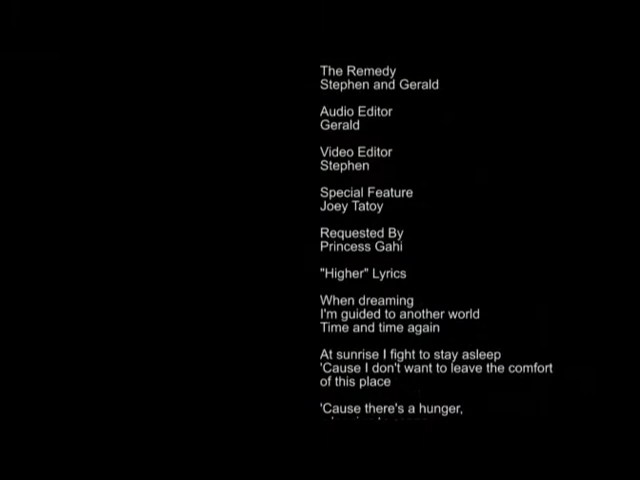 The Remedy
Stephen and Gerald
Audio Editor
Gerald
Video Editor
Stephen
Special Feature
Joey Tatoy
Requested By
Princess Gahi
"Higher" Lyrics
When dreaming
I'm guided to another world
Time and time again
At sunrise I fight to stay asleep
'Cause I don't want to leave the comfort
of this place
'Cause there's a hunger,